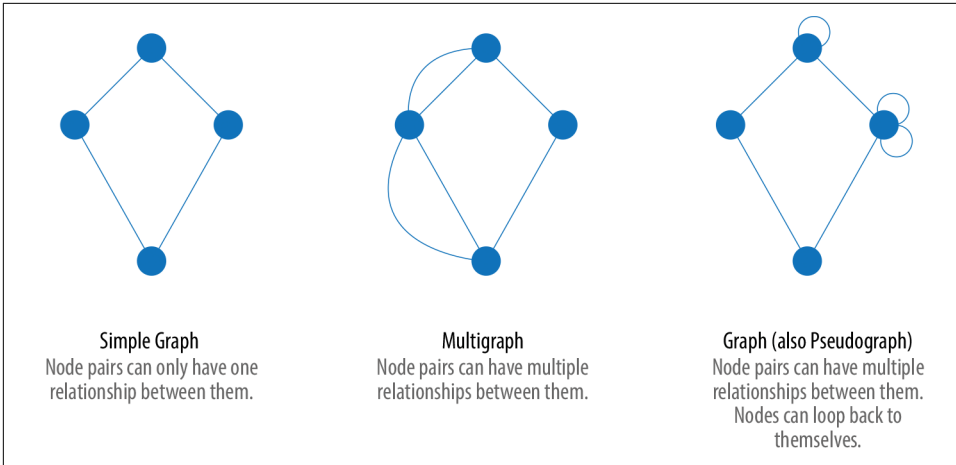 Simple Graph
Node pairs can only have one
relationship between them.
Multigraph
Node pairs can have multiple
relationships between them.
Graph (also Pseudograph)
Node pairs can have multiple
relationships between them.
Nodes can loop back to
themselves.